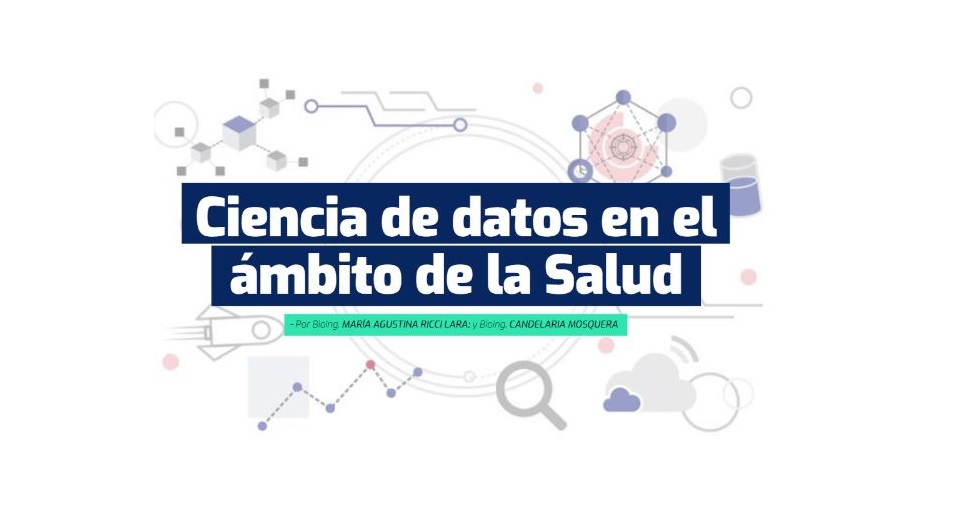 Ciencia de datos en el
ámbito de la Salud
- Por Bioing. MARÍA AGUSTINA RICCI LARA: y Bioing. CANDELARIA MOSQUERA